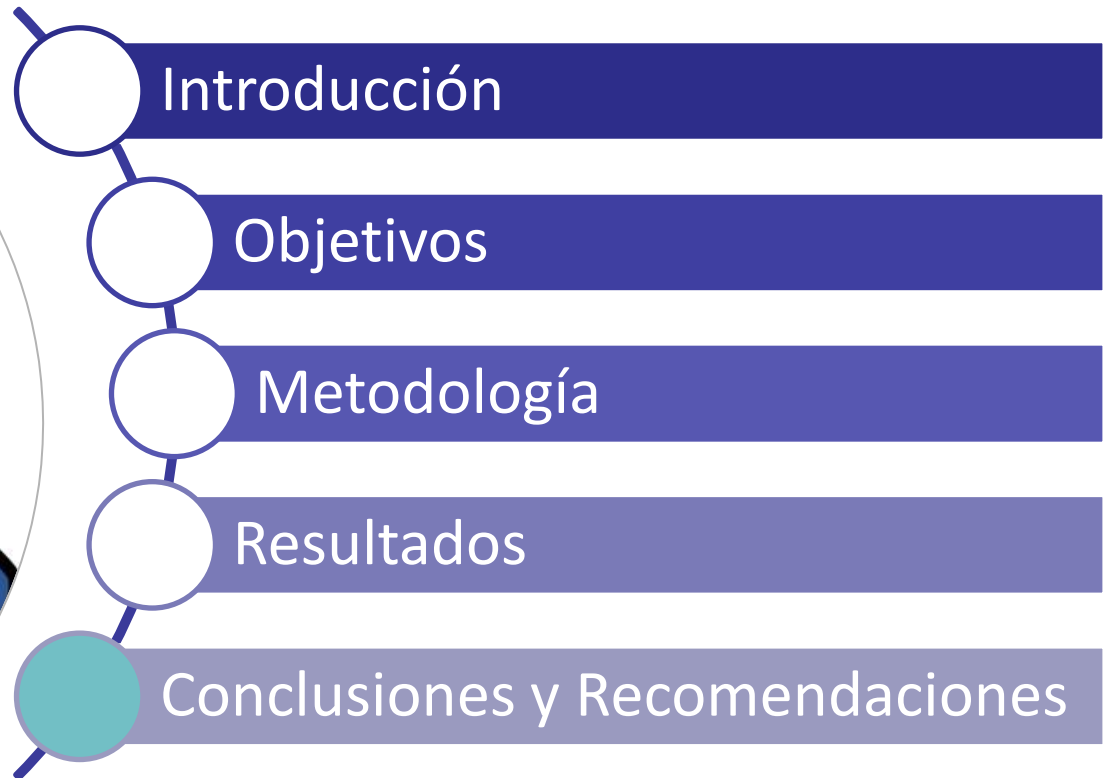 Introducción
Objetivos
Metodología
Resultados
Conclusiones y Recomendaciones